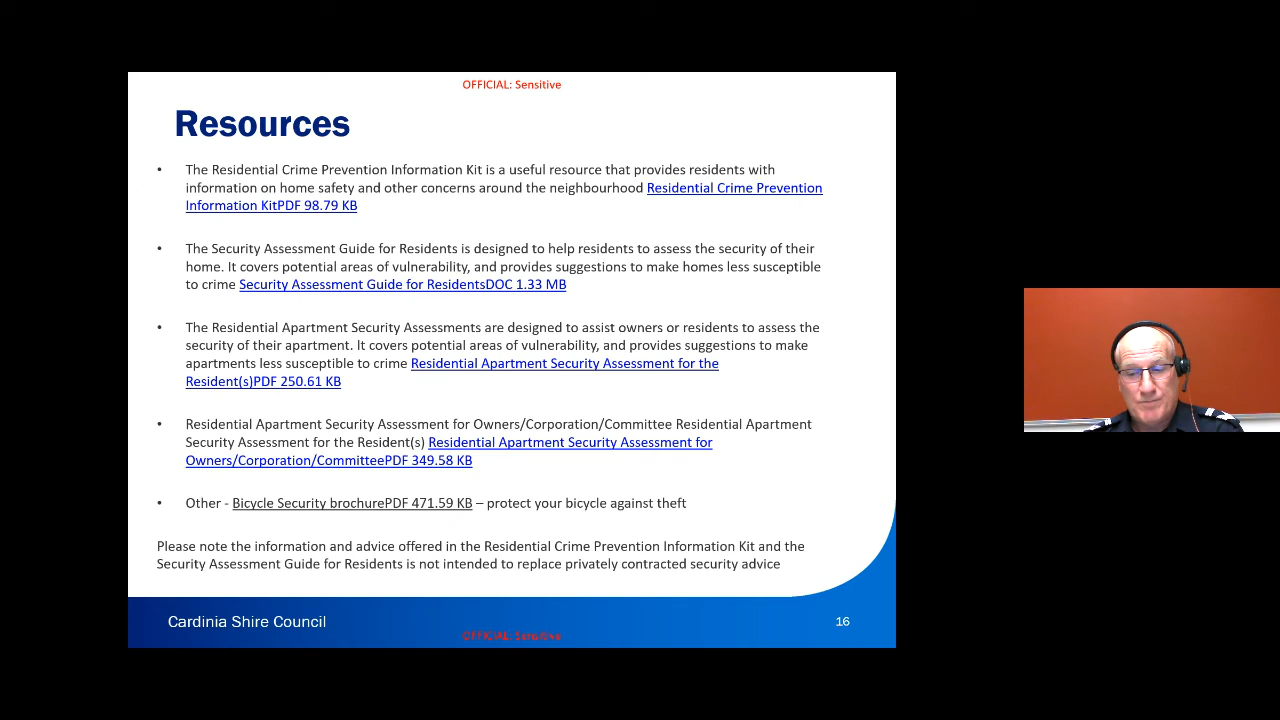 OFFICIAL: Sensitive
Resources
• The Residential Crime Prevention Information Kit is a useful resource that provides residents with
information on home safety and other concerns around the neighbourhood Residential Crime Prevention
Information KitPDF 98.79 KB
• The Security Assessment Guide for Residents is designed to help residents to assess the security of their
home. It covers potential areas of vulnerability, and provides suggestions to make homes less susceptible
to crime Security Assessment Guide for ResidentsDOC 1.33 MB
• The Residential Apartment Security Assessments are designed to assist owners or residents to assess the
security of their apartment. It covers potential areas of vulnerability, and provides suggestions to make
apartments less susceptible to crime Residential Apartment Security Assessment for the
Resident(s)PDF 250.61 KB
• Residential Apartment Security Assessment for Owners/Corporation/Committee Residential Apartment
Security Assessment for the Resident(s) Residential Apartment Security Assessment for
Owners/Corporation/CommitteePDF 349.58 KB
• Other - Bicycle Security brochurePDF 471.59 KB – protect your bicycle against theft
Please note the information and advice offered in the Residential Crime Prevention Information Kit and the
Security Assessment Guide for Residents is not intended to replace privately contracted security advice
Cardinia Shire Council
16
OFFICIAL: Sensitive